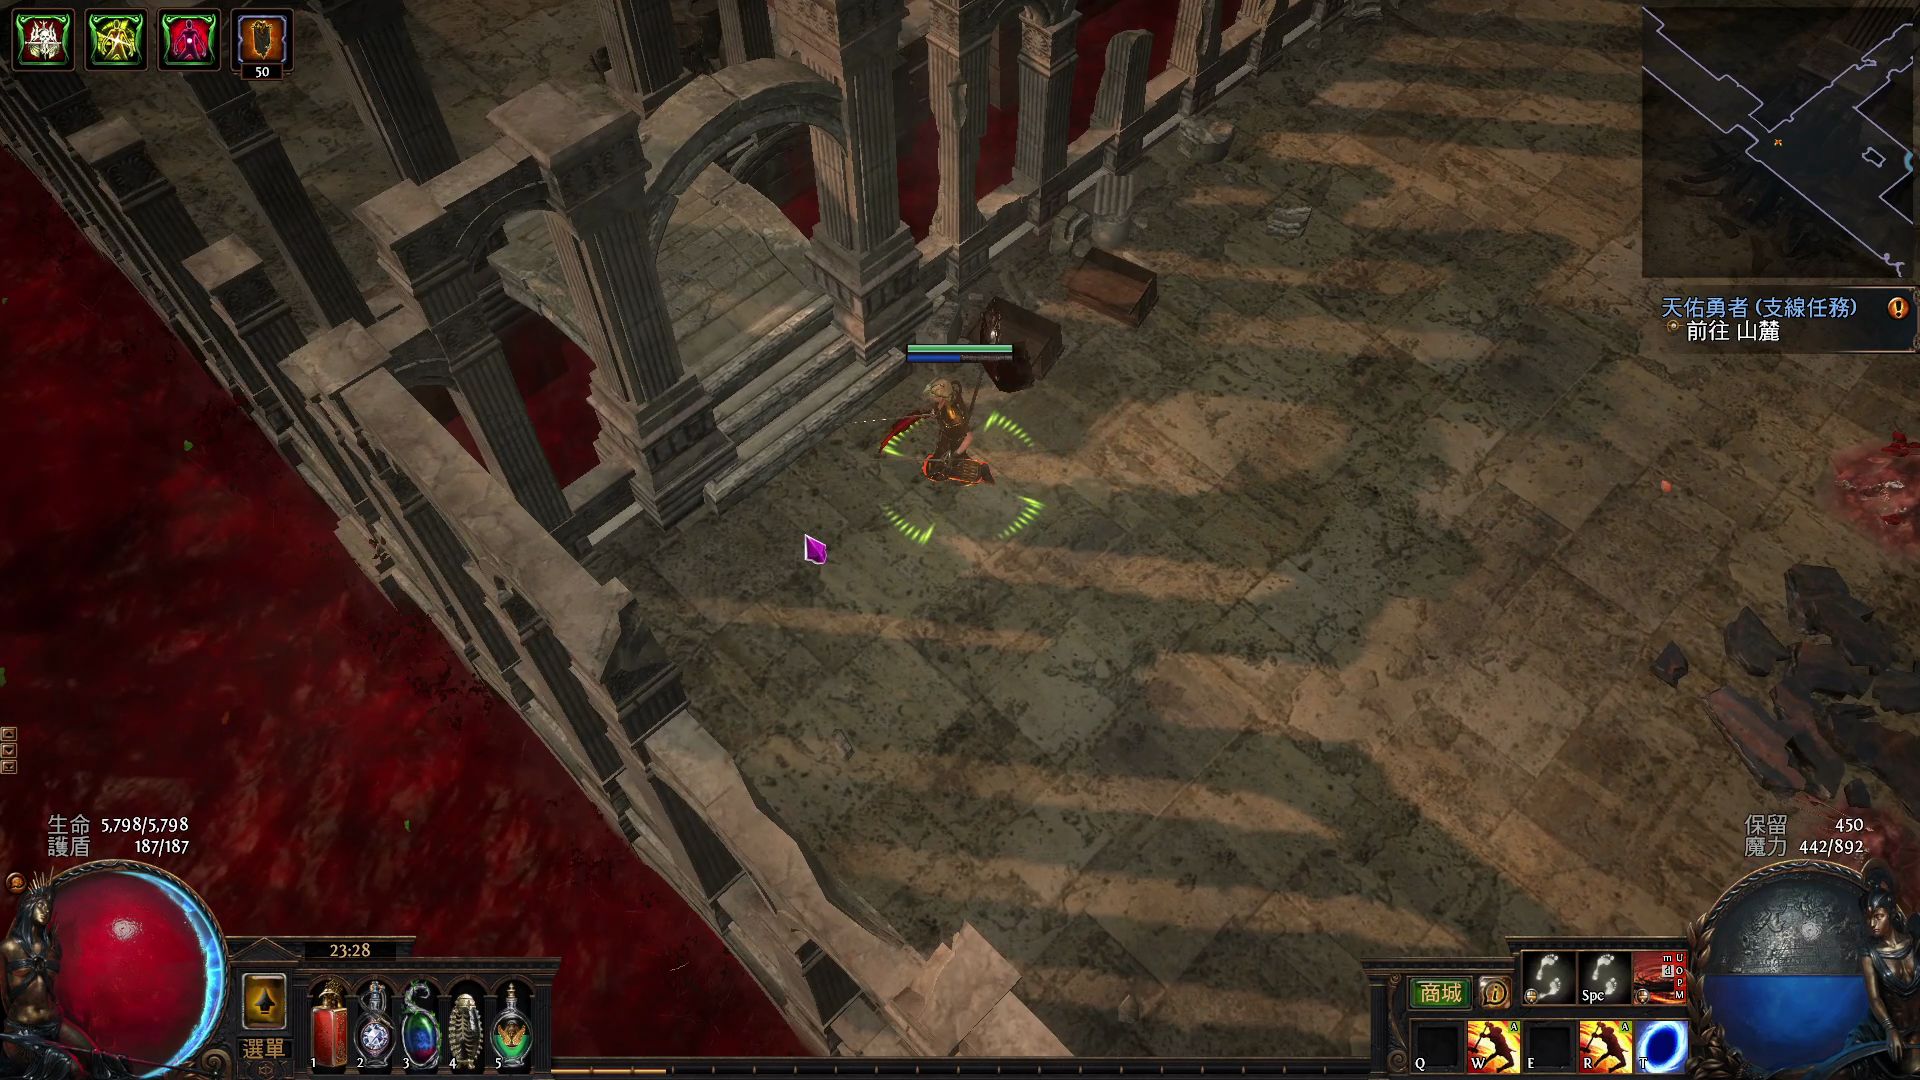 50
天佑勇者 (支線任務)
前往 山麓
生命 5,798/5,798
護盾 187/187
保留 450
魔力 442/892
23:28
選單
1 2 3 4 5
商城
Spc
m U
d O
P
M
Q W A E R A T